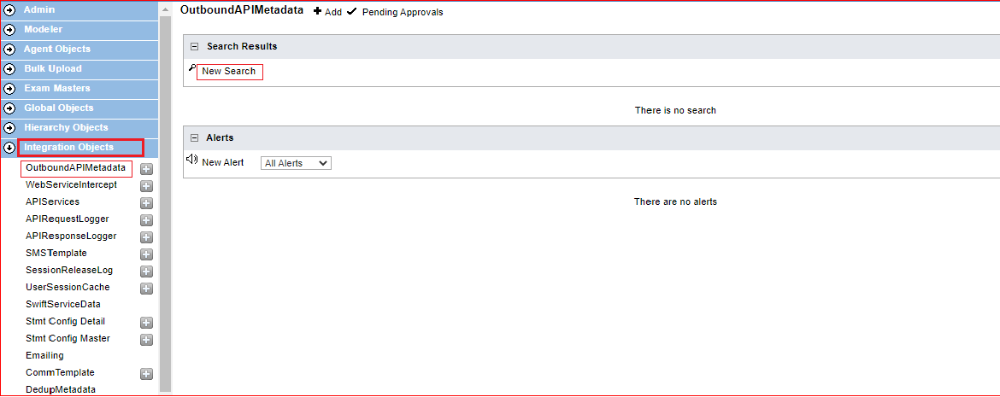 Admin
Modeler
Agent Objects
Bulk Upload
Exam Masters
Global Objects
Hierarchy Objects
Integration Objects
OutboundAPIMetadata
WebServiceIntercept
APIServices
APIRequestLogger
APIResponseLogger
SMSTemplate
SessionReleaseLog
UserSessionCache
SwiftServiceData
Stmt Config Detail
Stmt Config Master
Emailing
CommTemplate
DedupMetadata
OutboundAPIMetadata Add Pending Approvals
Search Results
New Search
There is no search
Alerts
New Alert All Alerts
There are no alerts